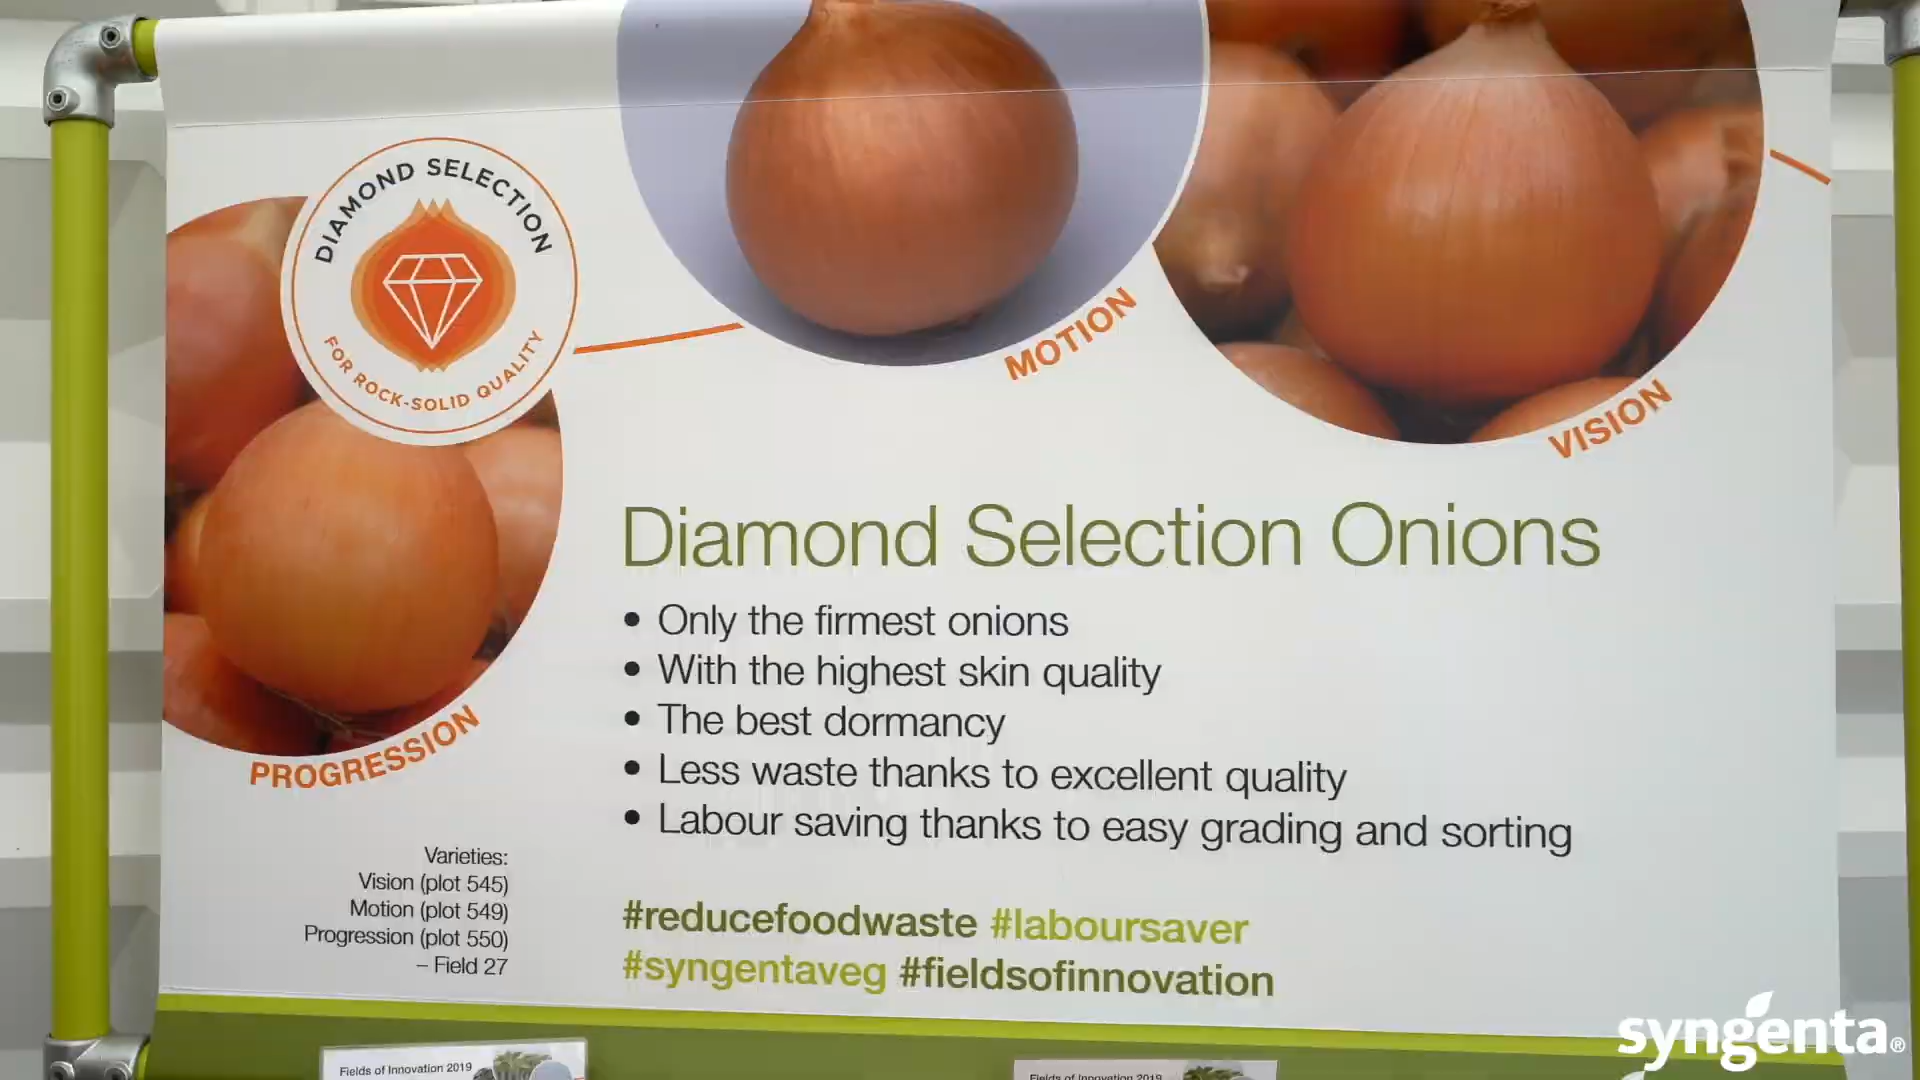 DIAMOND SELECTION
FOR ROCK-SOLID QUALITY
MOTION
VISION
PROGRESSION
Diamond Selection Onions
• Only the firmest onions
• With the highest skin quality
• The best dormancy
• Less waste thanks to excellent quality
• Labour saving thanks to easy grading and sorting
Varieties:
Vision (plot 545)
Motion (plot 549)
Progression (plot 550)
– Field 27
#reducefoodwaste #laboursaver
#syngentaveg #fieldsofinnovation
syngenta®
Fields of Innovation 2019
Fields of Innovation 2019